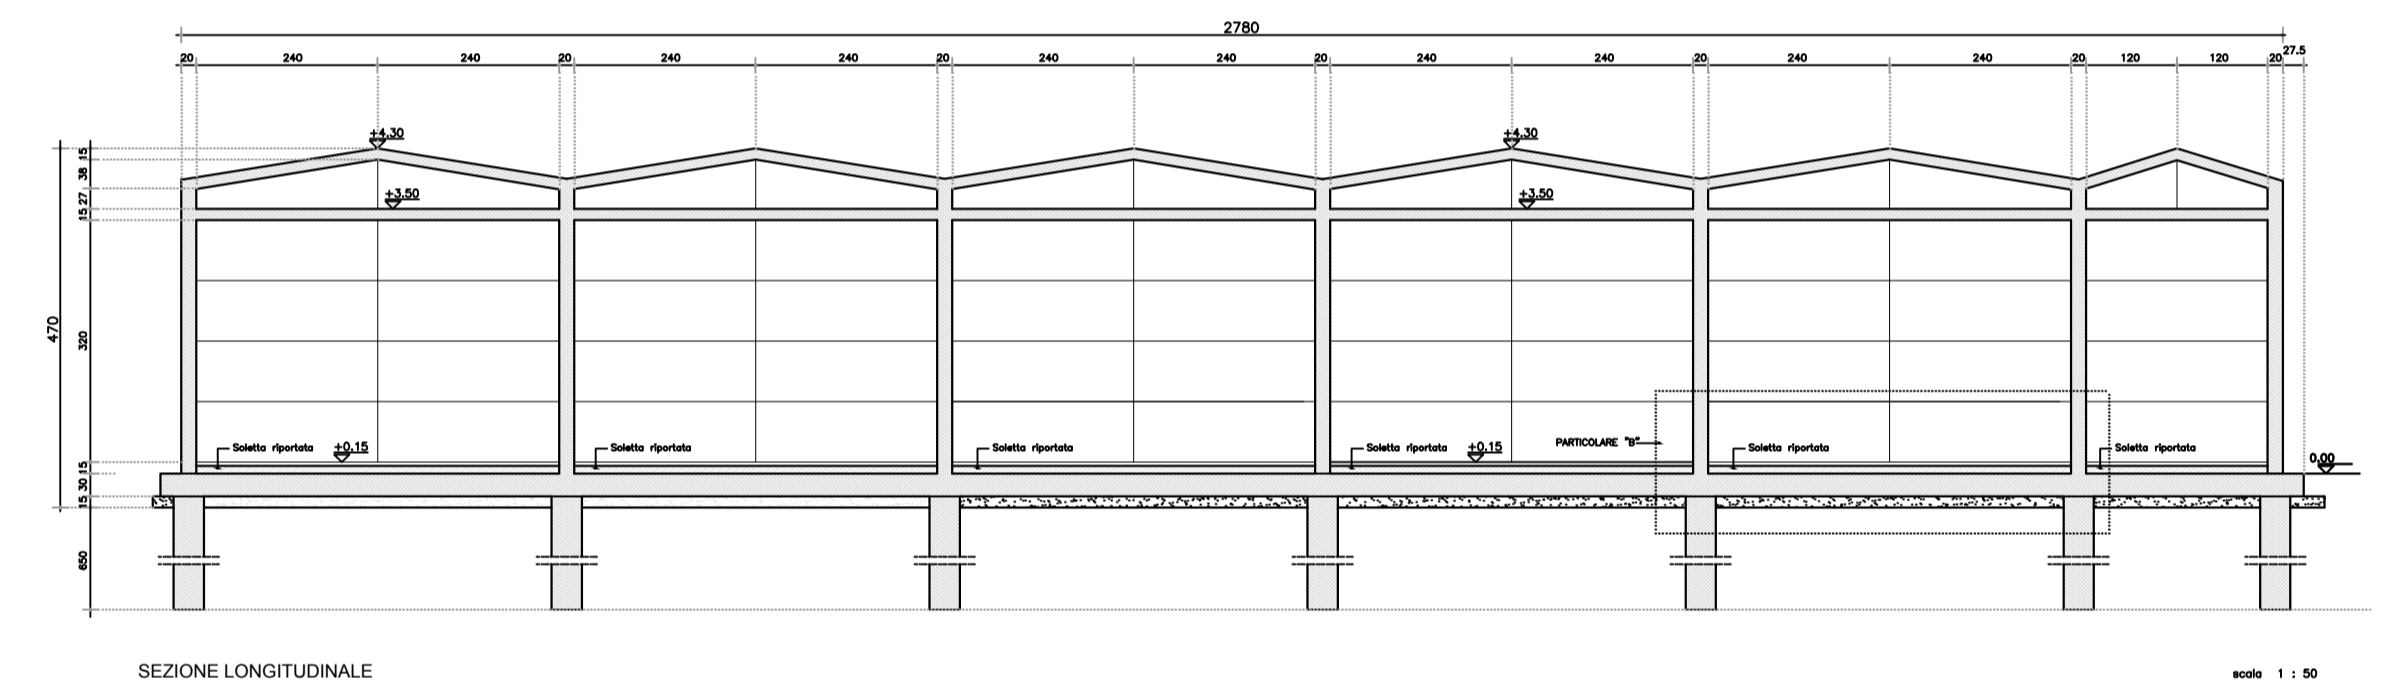 2780
20 240 240 20 240 240 20 240 240 20 240 240 20 240 240 20 120 120 20 27.5
+4.30 +4.30
+3.50 +3.50
15
38
27
15
470
320
PARTICOLARE "B"
Soletta riportata +0.15 Soletta riportata Soletta riportata Soletta riportata +0.15 Soletta riportata Soletta riportata
0.00
15
30
15
650
SEZIONE LONGITUDINALE
scala 1 : 50